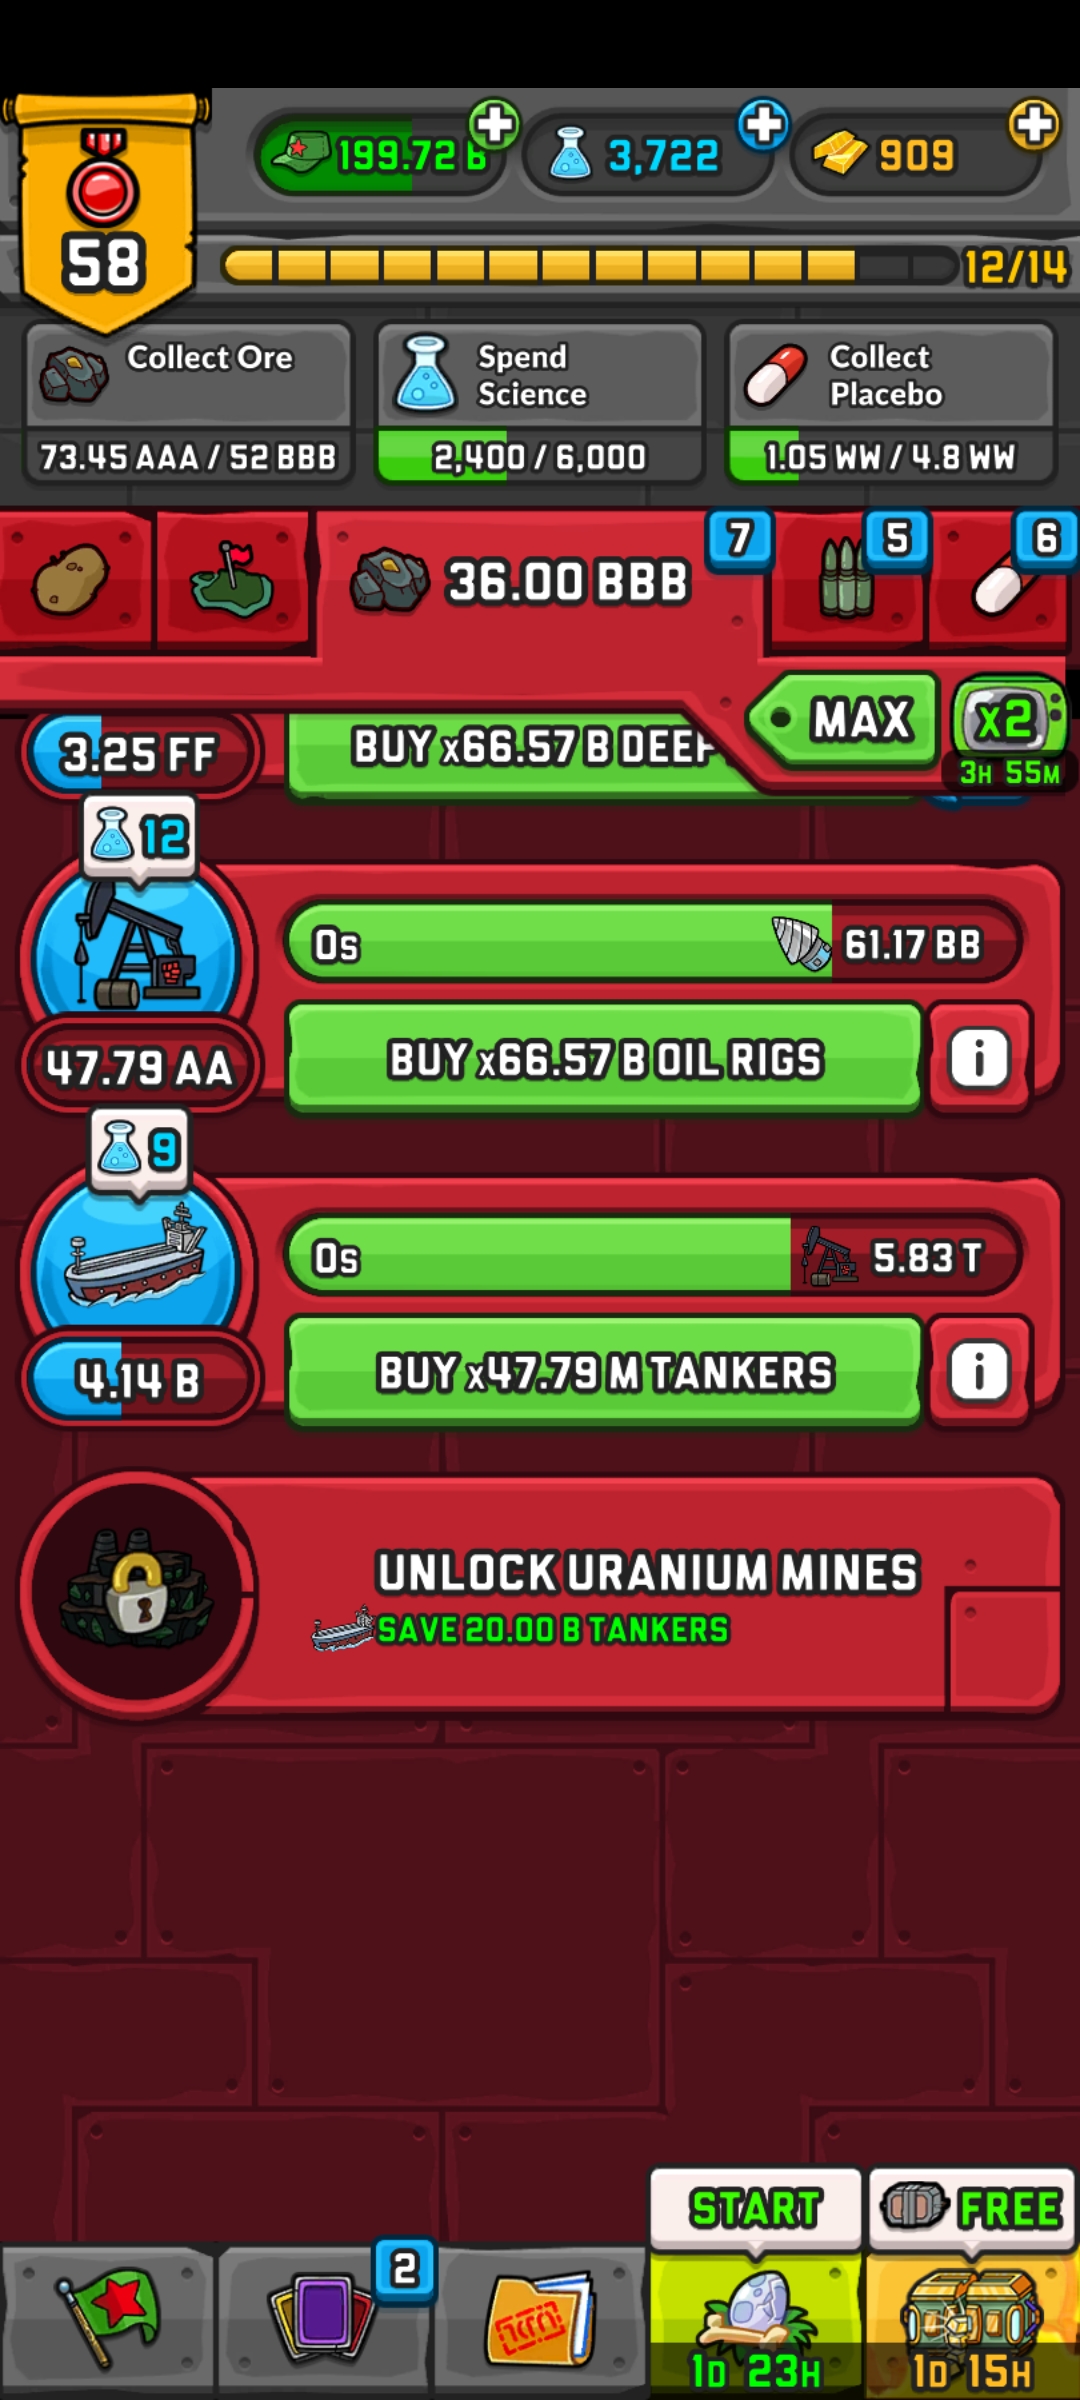 199.72 B
3,722
909
58
12/14
Collect Ore
73.45 AAA / 52 BBB
Spend
Science
2,400 / 6,000
Collect
Placebo
1.05 WW / 4.8 WW
36.00 BBB
7
5
6
MAX
x2
3H 55M
3.25 FF
BUY x66.57 B DEEP
12
0s
61.17 BB
47.79 AA
BUY x66.57 B OIL RIGS
i
9
0s
5.83 T
4.14 B
BUY x47.79 M TANKERS
i
UNLOCK URANIUM MINES
SAVE 20.00 B TANKERS
START
FREE
2
1D 23H
1D 15H